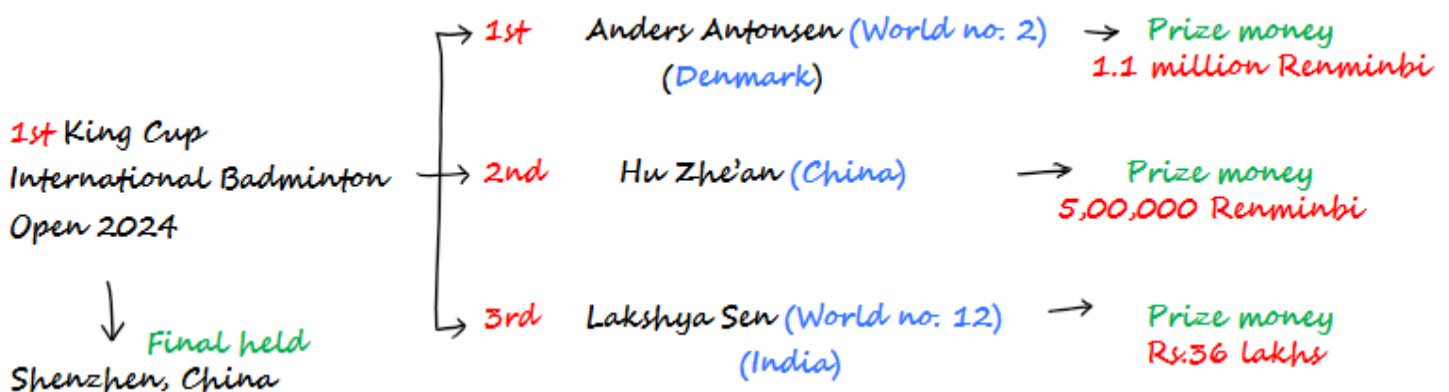 1st King Cup
International Badminton
Open 2024
Final held
Shenzhen, China
1st Anders Antonsen (World no. 2)
(Denmark)
Prize money
1.1 million Renminbi
2nd Hu Zhe'an (China)
Prize money
5,00,000 Renminbi
3rd Lakshya Sen (World no. 12)
(India)
Prize money
Rs.36 lakhs